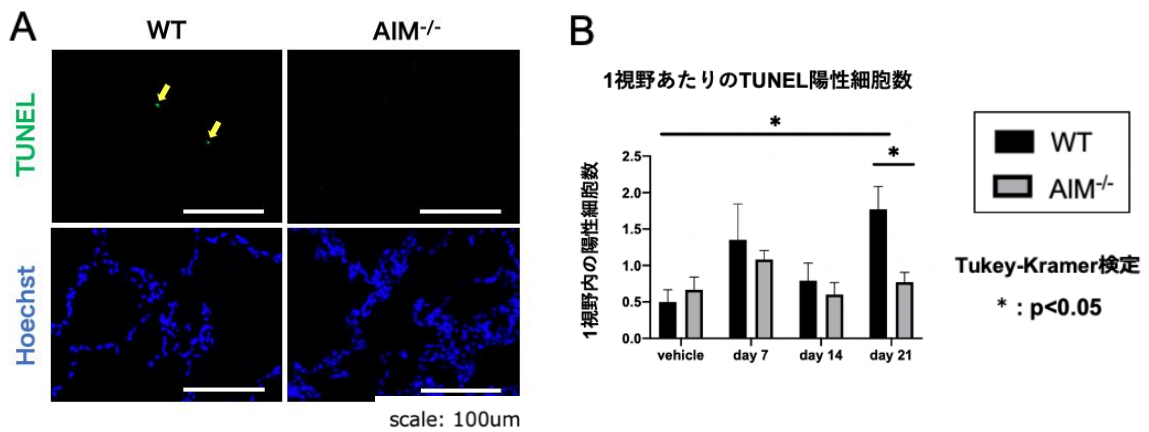 A
WT
AIM-/-
TUNEL
Hoechst
scale: 100um
B
1視野あたりのTUNEL陽性細胞数
*
*
1視野内の陽性細胞数
2.5
2.0
1.5
1.0
0.5
0.0
vehicle
day 7
day 14
day 21
WT
AIM-/-
Tukey-Kramer検定
* : p<0.05